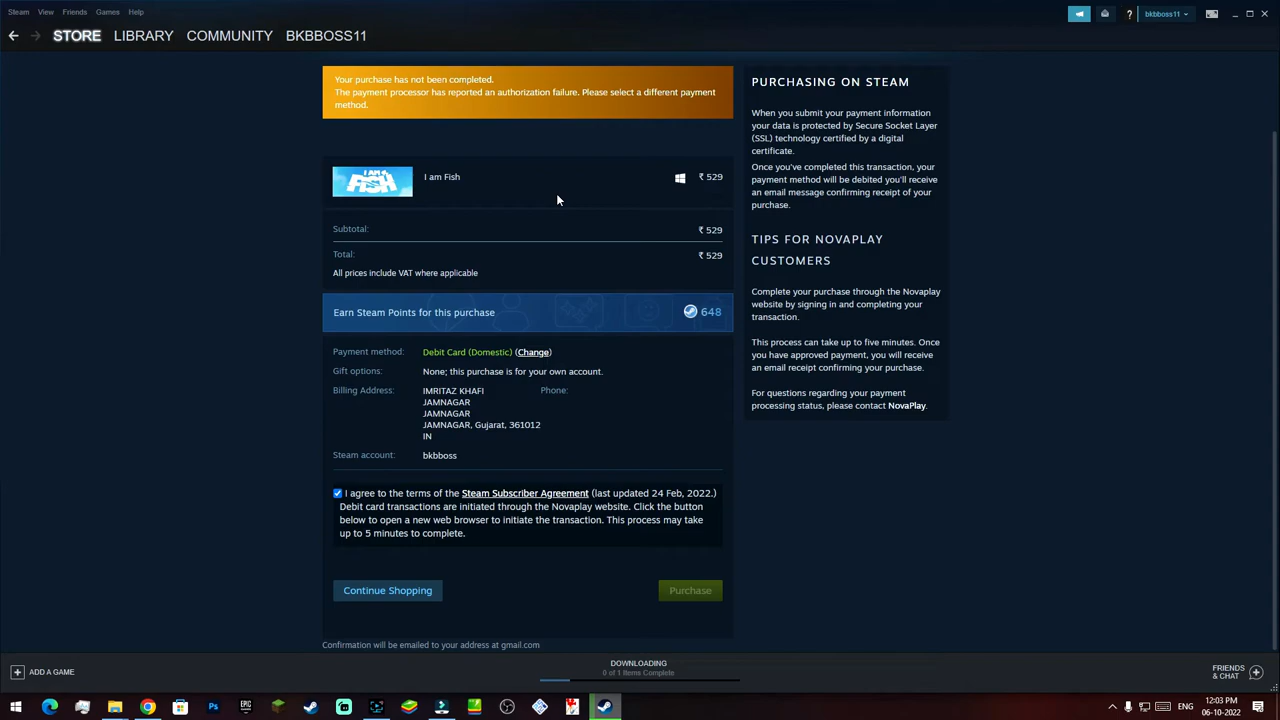 Steam View Friends Games Help
bkbboss11
STORE LIBRARY COMMUNITY BKBBOSS11
Your purchase has not been completed.
The payment processor has reported an authorization failure. Please select a different payment
method.
I AM FISH
I am Fish
₹ 529
Subtotal: ₹ 529
Total: ₹ 529
All prices include VAT where applicable
Earn Steam Points for this purchase 648
Payment method: Debit Card (Domestic) (Change)
Gift options: None; this purchase is for your own account.
Billing Address: IMRITAZ KHAFI Phone:
JAMNAGAR
JAMNAGAR
JAMNAGAR, Gujarat, 361012
IN
Steam account: bkbboss
I agree to the terms of the Steam Subscriber Agreement (last updated 24 Feb, 2022.)
Debit card transactions are initiated through the Novaplay website. Click the button
below to open a new web browser to initiate the transaction. This process may take
up to 5 minutes to complete.
Continue Shopping Purchase
Confirmation will be emailed to your address at gmail.com
PURCHASING ON STEAM
When you submit your payment information
your data is protected by Secure Socket Layer
(SSL) technology certified by a digital
certificate.
Once you've completed this transaction, your
payment method will be debited you'll receive
an email message confirming receipt of your
purchase.
TIPS FOR NOVAPLAY
CUSTOMERS
Complete your purchase through the Novaplay
website by signing in and completing your
transaction.
This process can take up to five minutes. Once
you have approved payment, you will receive
an email receipt confirming your purchase.
For questions regarding your payment
processing status, please contact NovaPlay.
ADD A GAME
DOWNLOADING
0 of 1 Items Complete
FRIENDS
& CHAT
Ps
EPIC
ENG
12:03 PM
06-10-2022